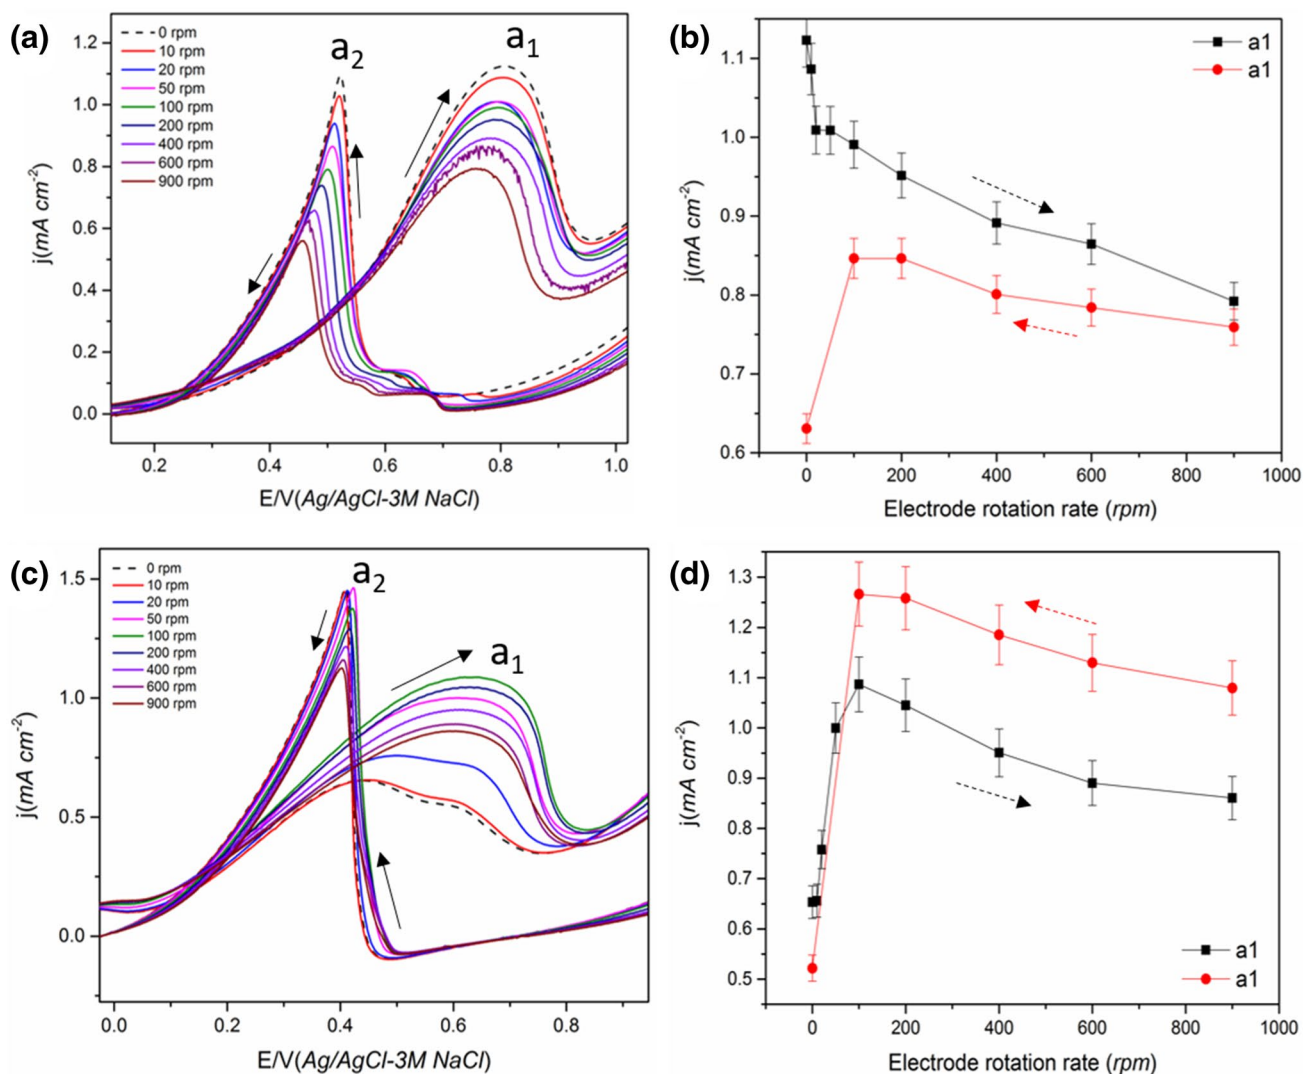 (a)
a2
a1
0 rpm
10 rpm
20 rpm
50 rpm
100 rpm
200 rpm
400 rpm
600 rpm
900 rpm
1.2
1.0
0.8
0.6
0.4
0.2
0.0
j(mA cm-2)
0.2 0.4 0.6 0.8 1.0
E/V(Ag/AgCl-3M NaCl)
(b)
a1
a1
1.1
1.0
0.9
0.8
0.7
0.6
j(mA cm-2)
0 200 400 600 800 1000
Electrode rotation rate (rpm)
(c)
a2
a1
0 rpm
10 rpm
20 rpm
50 rpm
100 rpm
200 rpm
400 rpm
600 rpm
900 rpm
1.5
1.0
0.5
0.0
j(mA cm-2)
0.0 0.2 0.4 0.6 0.8
E/V(Ag/AgCl-3M NaCl)
(d)
1.3
1.2
1.1
1.0
0.9
0.8
0.7
0.6
0.5
j(mA cm-2)
a1
a1
0 200 400 600 800 1000
Electrode rotation rate (rpm)